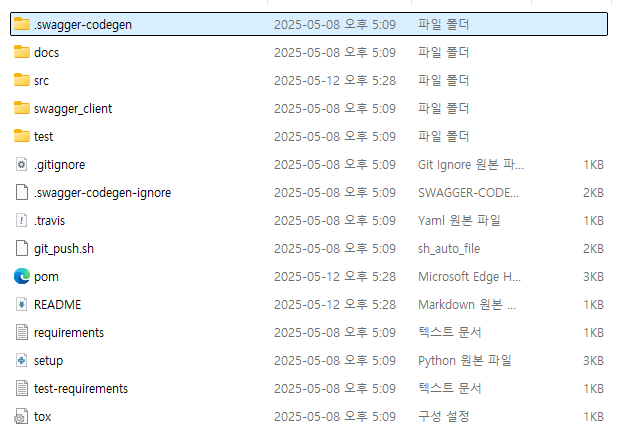 .swagger-codegen 2025-05-08 오후 5:09 파일 폴더
docs 2025-05-08 오후 5:09 파일 폴더
src 2025-05-12 오후 5:28 파일 폴더
swagger_client 2025-05-08 오후 5:09 파일 폴더
test 2025-05-08 오후 5:09 파일 폴더
.gitignore 2025-05-08 오후 5:09 Git Ignore 원본 파... 1KB
.swagger-codegen-ignore 2025-05-08 오후 5:09 SWAGGER-CODE... 2KB
.travis 2025-05-08 오후 5:09 Yaml 원본 파일 1KB
git_push.sh 2025-05-08 오후 5:09 sh_auto_file 2KB
pom 2025-05-12 오후 5:28 Microsoft Edge H... 3KB
README 2025-05-12 오후 5:28 Markdown 원본 ... 1KB
requirements 2025-05-08 오후 5:09 텍스트 문서 1KB
setup 2025-05-08 오후 5:09 Python 원본 파일 3KB
test-requirements 2025-05-08 오후 5:09 텍스트 문서 1KB
tox 2025-05-08 오후 5:09 구성 설정 1KB